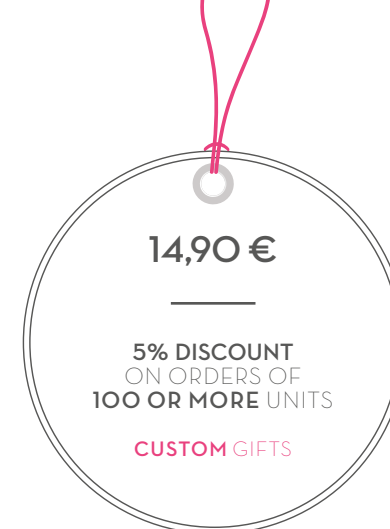 14,90 €
5% DISCOUNT
ON ORDERS OF
100 OR MORE UNITS
CUSTOM GIFTS